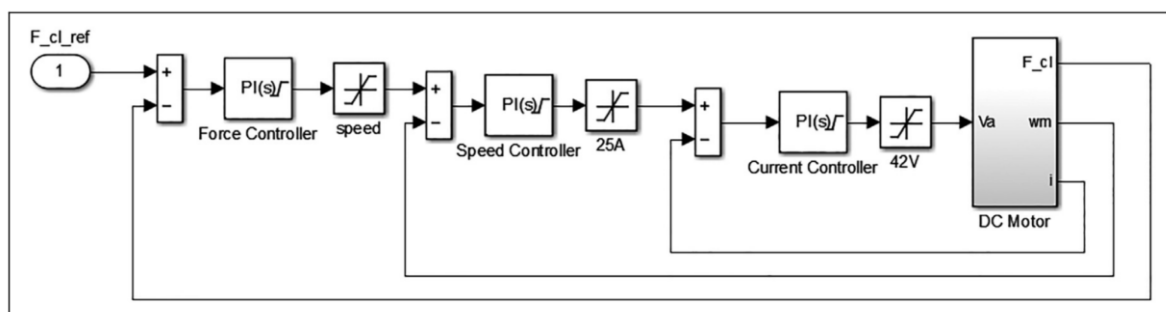 F_cl_ref
1
+
−
PI(s)
Force Controller
speed
+
−
PI(s)
Speed Controller
25A
+
−
PI(s)
Current Controller
42V
Va
F_cl
wm
i
DC Motor